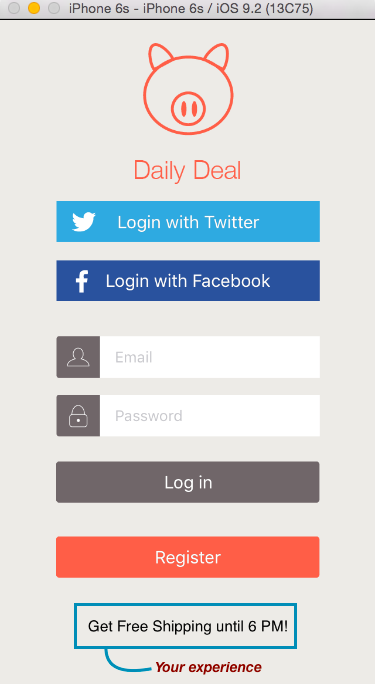 iPhone 6s - iPhone 6s / iOS 9.2 (13C75)
Daily Deal
Login with Twitter
Login with Facebook
Email
Password
Log in
Register
Get Free Shipping until 6 PM!
Your experience